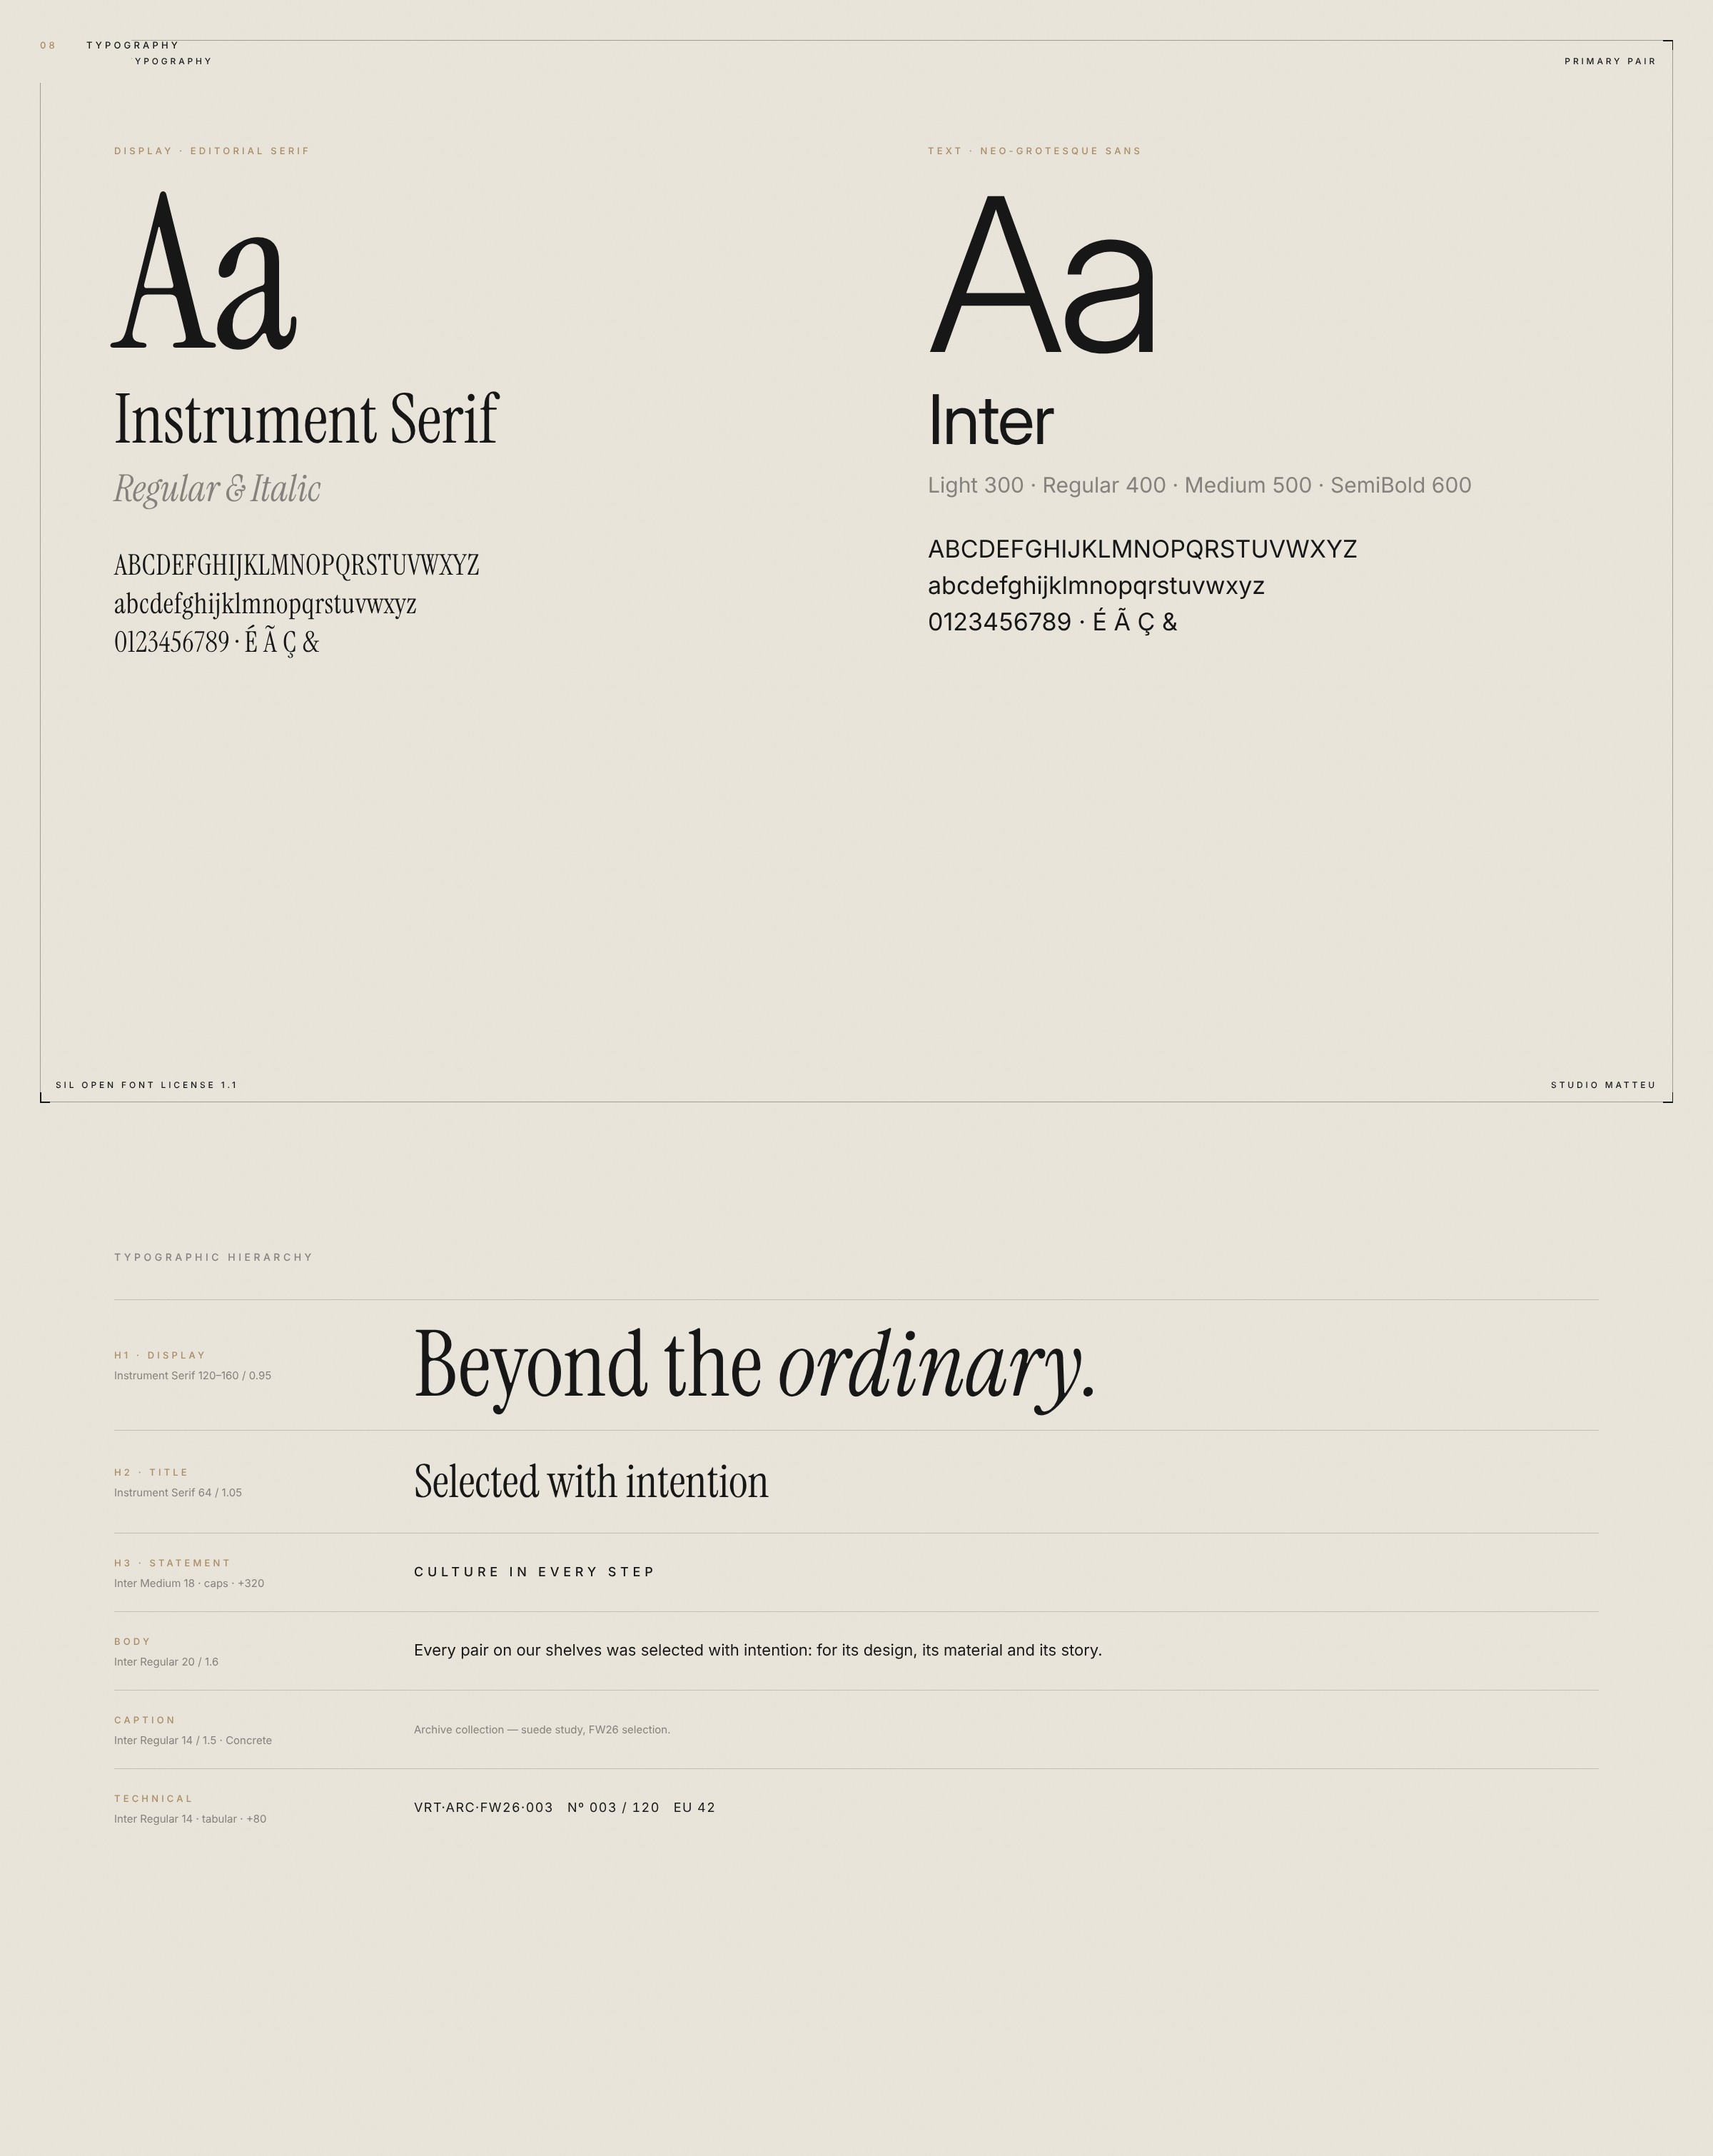 08 TYPOGRAPHY
YPOGRAPHY
PRIMARY PAIR
DISPLAY · EDITORIAL SERIF
Aa
Instrument Serif
Regular & Italic
ABCDEFGHIJKLMNOPQRSTUVWXYZ
abcdefghijklmnopqrstuvwxyz
0123456789 · É Ã Ç &
TEXT · NEO-GROTESQUE SANS
Aa
Inter
Light 300 · Regular 400 · Medium 500 · SemiBold 600
ABCDEFGHIJKLMNOPQRSTUVWXYZ
abcdefghijklmnopqrstuvwxyz
0123456789 · É Ã Ç &
SIL OPEN FONT LICENSE 1.1
STUDIO MATTEU
TYPOGRAPHIC HIERARCHY
H1 · DISPLAY
Instrument Serif 120–160 / 0.95
Beyond the ordinary.
H2 · TITLE
Instrument Serif 64 / 1.05
Selected with intention
H3 · STATEMENT
Inter Medium 18 · caps · +320
CULTURE IN EVERY STEP
BODY
Inter Regular 20 / 1.6
Every pair on our shelves was selected with intention: for its design, its material and its story.
CAPTION
Inter Regular 14 / 1.5 · Concrete
Archive collection — suede study, FW26 selection.
TECHNICAL
Inter Regular 14 · tabular · +80
VRT·ARC·FW26·003 Nº 003 / 120 EU 42